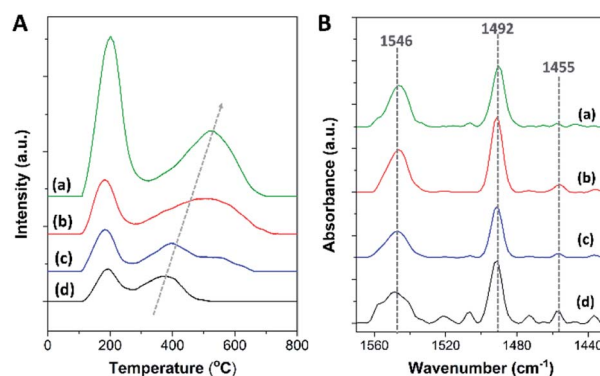 A
Intensity (a.u.)
(a)
(b)
(c)
(d)
0 200 400 600 800
Temperature (°C)
B
Absorbance (a.u.)
1546
1492
1455
(a)
(b)
(c)
(d)
1560 1520 1480 1440
Wavenumber (cm-1)